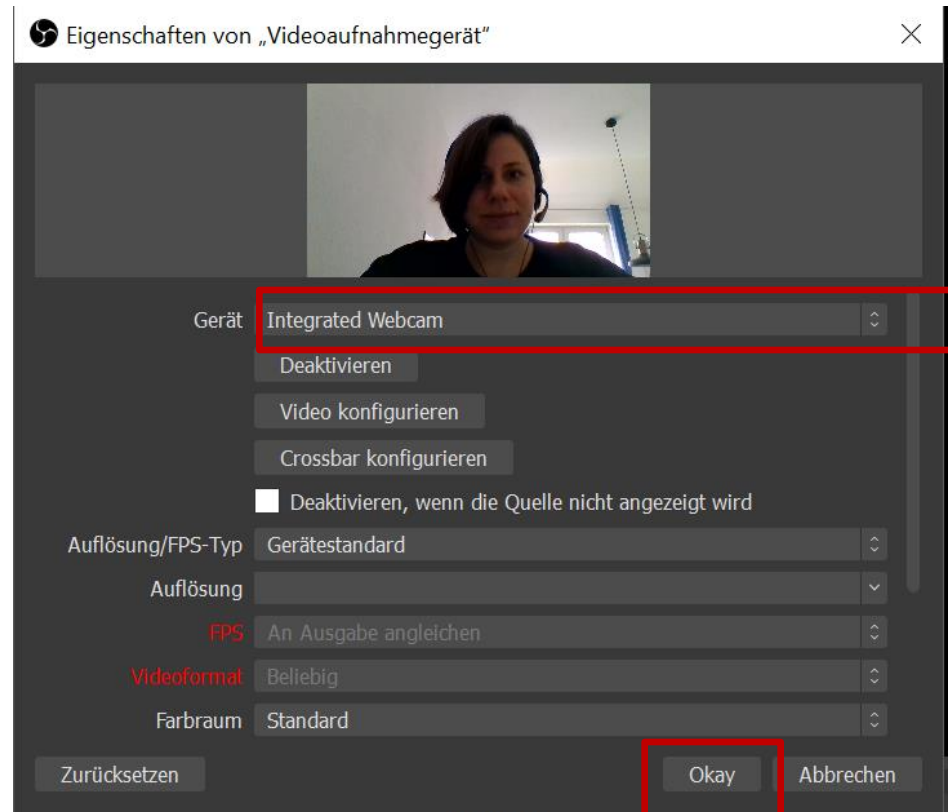 Eigenschaften von „Videoaufnahmegerät"
Gerät Integrated Webcam
Deaktivieren
Video konfigurieren
Crossbar konfigurieren
Deaktivieren, wenn die Quelle nicht angezeigt wird
Auflösung/FPS-Typ Gerätestandard
Auflösung
FPS An Ausgabe angleichen
Videoformat Beliebig
Farbraum Standard
Zurücksetzen Okay Abbrechen